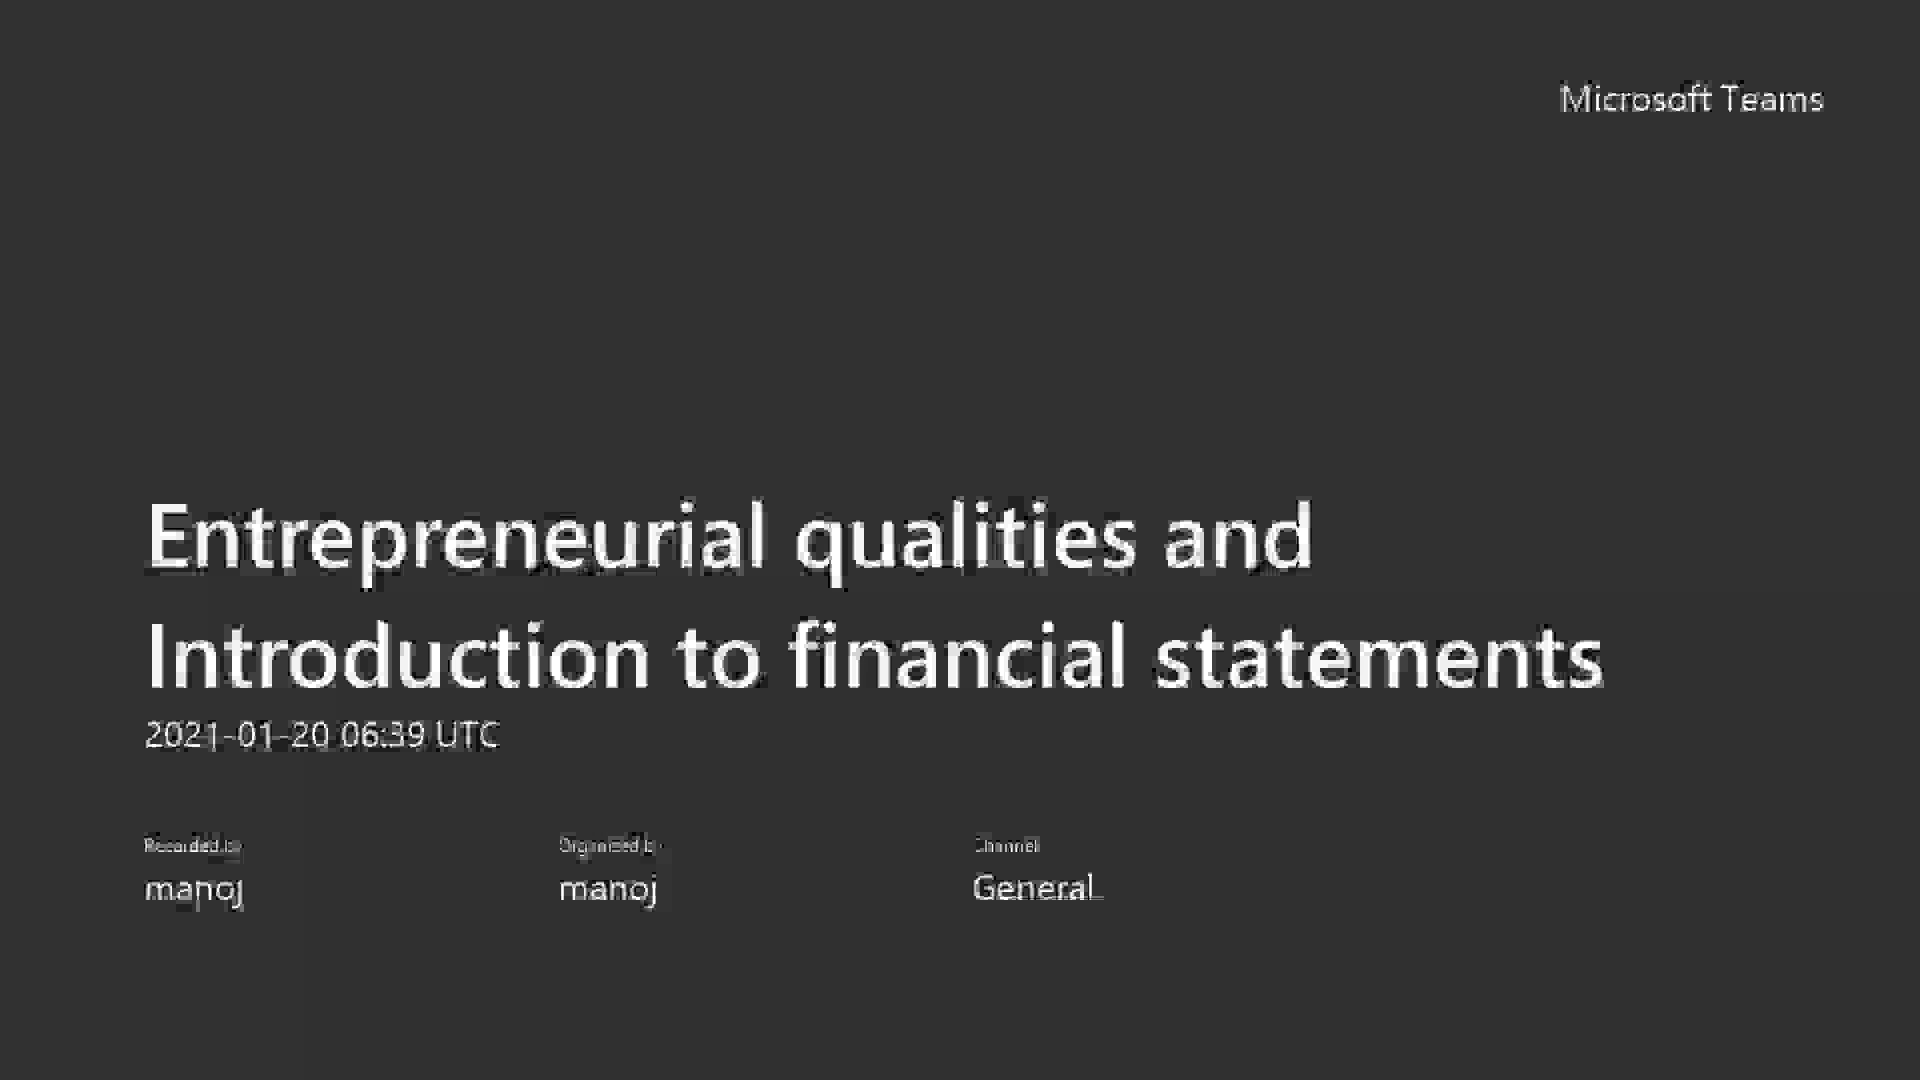 Microsoft Teams
Entrepreneurial qualities and
Introduction to financial statements
2021-01-20 06:39 UTC
Recorded by
Organized by
Channel
manoj
manoj
General